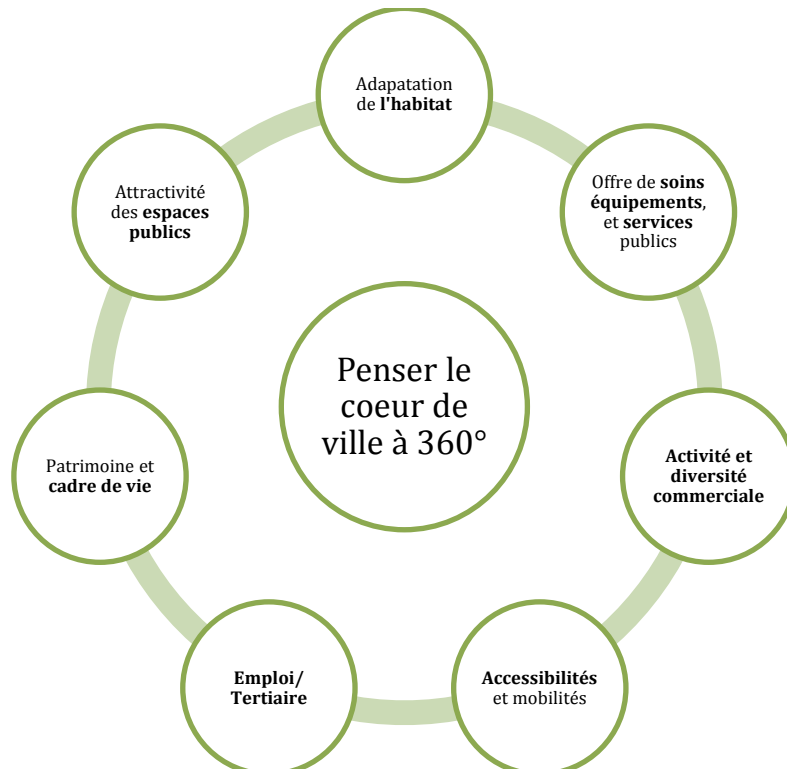 Adapatation
de l'habitat
Offre de soins
équipements,
et services
publics
Activité et
diversité
commerciale
Accessibilités
et mobilités
Emploi/
Tertiaire
Patrimoine et
cadre de vie
Attractivité
des espaces
publics
Penser le
coeur de
ville à 360°